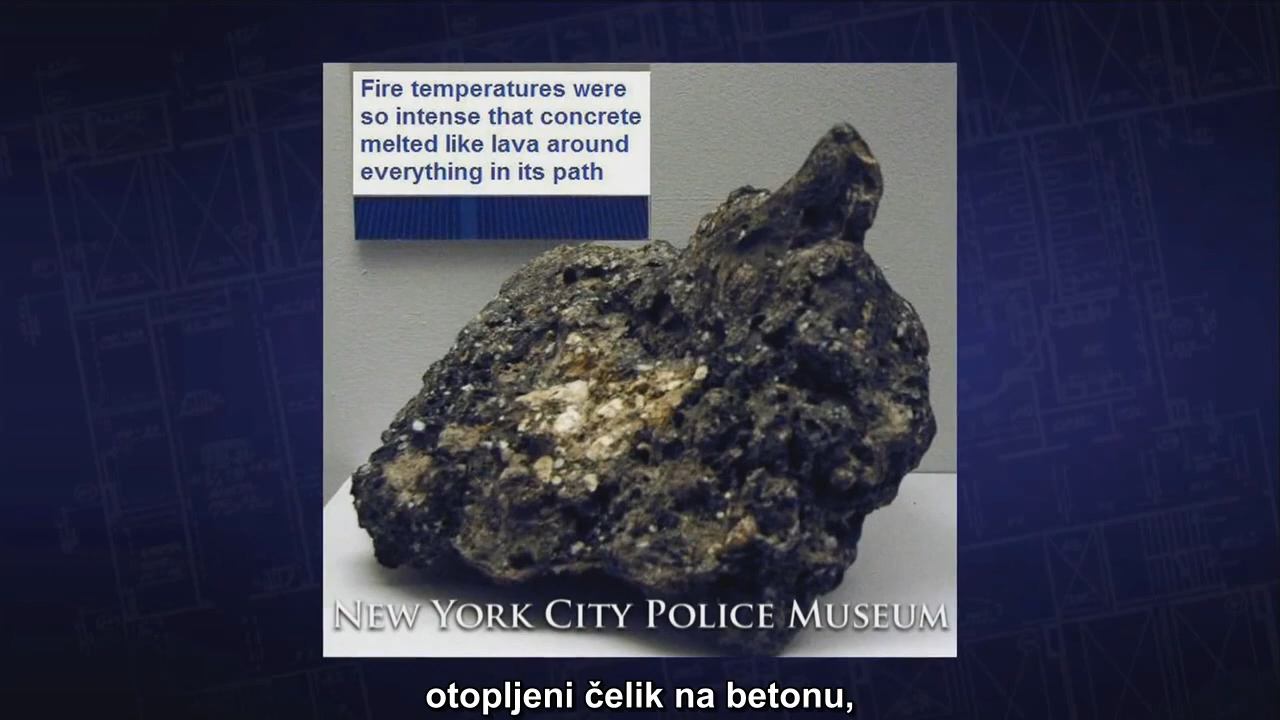 Fire temperatures were
so intense that concrete
melted like lava around
everything in its path
NEW YORK CITY POLICE MUSEUM
otopljeni čelik na betonu,